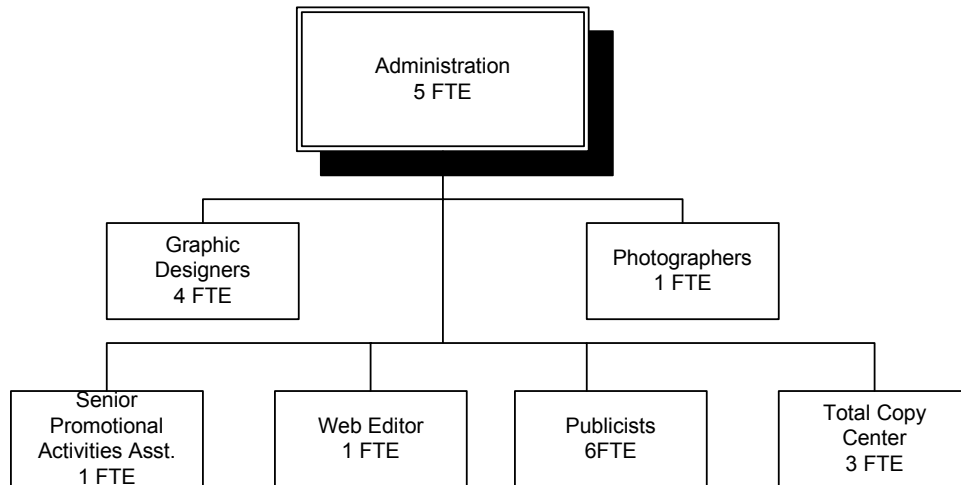 Administration
5 FTE
Graphic
Designers
4 FTE
Photographers
1 FTE
Senior
Promotional
Activities Asst.
1 FTE
Web Editor
1 FTE
Publicists
6FTE
Total Copy
Center
3 FTE